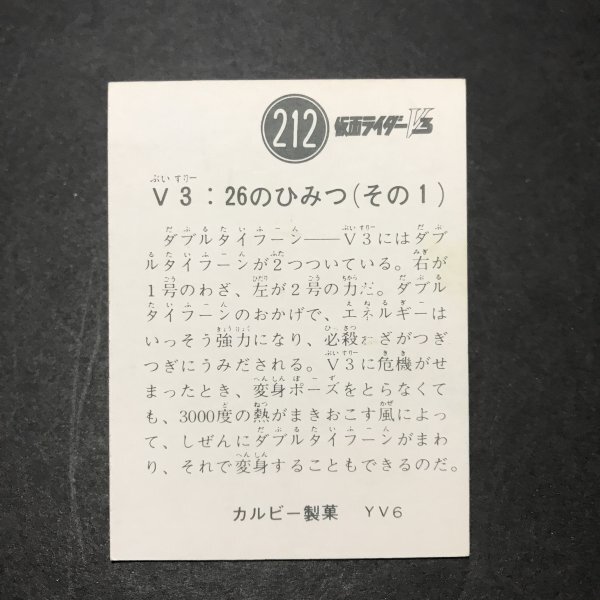 212 仮面ライダーV3
V3：26のひみつ(その1)
ダブルタイフーン――V3にはダブ
ルタイフーンが2つついている。右が
1号のわざ、左が2号の力だ。ダブル
タイフーンのおかげで、エネルギーは
いっそう強力になり、必殺わざがつぎ
つぎにうみだされる。V3に危機がせ
まったとき、変身ポーズをとらなくて
も、3000度の熱がまきおこす風によっ
て、しぜんにダブルタイフーンがまわ
り、それで変身することもできるのだ。
カルビー製菓 YV6